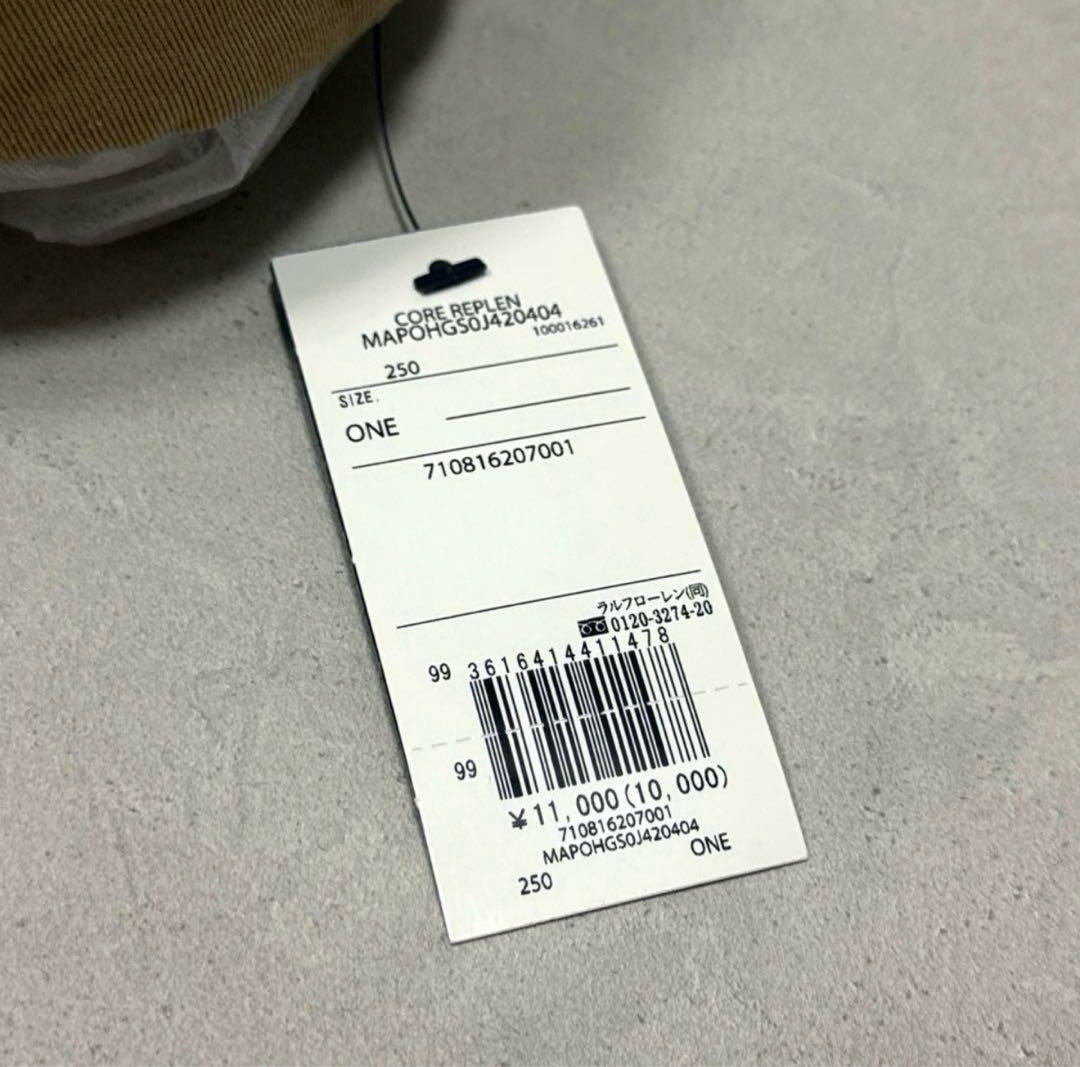 CORE REPLEN
MAPOHGS0J420404
100016261
250
SIZE.
ONE
710816207001
ラルフローレン(同)
0120-3274-20
99 3616414411478
99
¥11,000(10,000)
710816207001
MAPOHGS0J420404
250 ONE